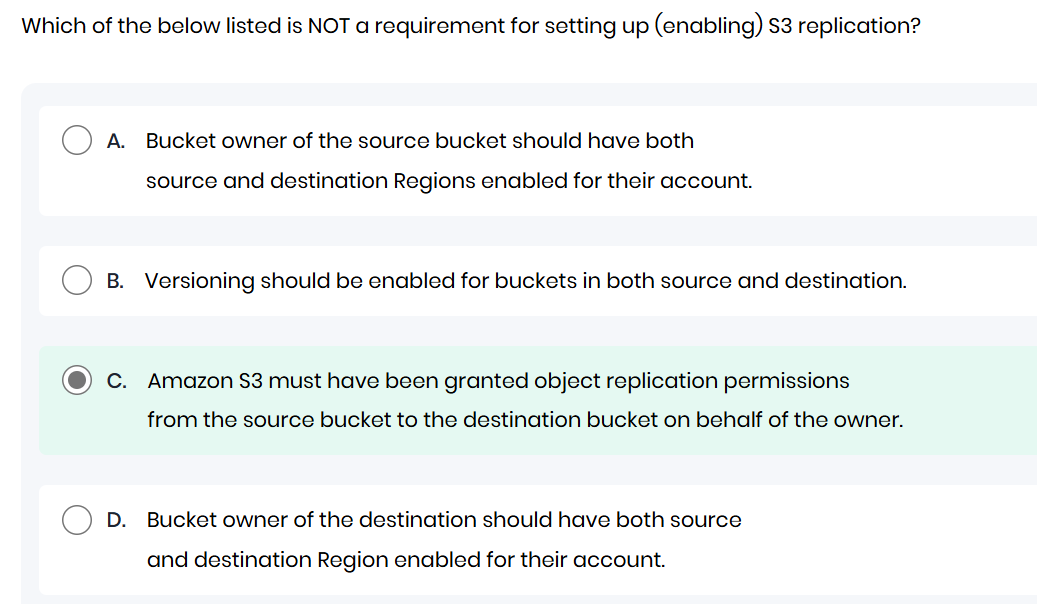 Which of the below listed is NOT a requirement for setting up (enabling) S3 replication?
A. Bucket owner of the source bucket should have both
source and destination Regions enabled for their account.
B. Versioning should be enabled for buckets in both source and destination.
C. Amazon S3 must have been granted object replication permissions
from the source bucket to the destination bucket on behalf of the owner.
D. Bucket owner of the destination should have both source
and destination Region enabled for their account.